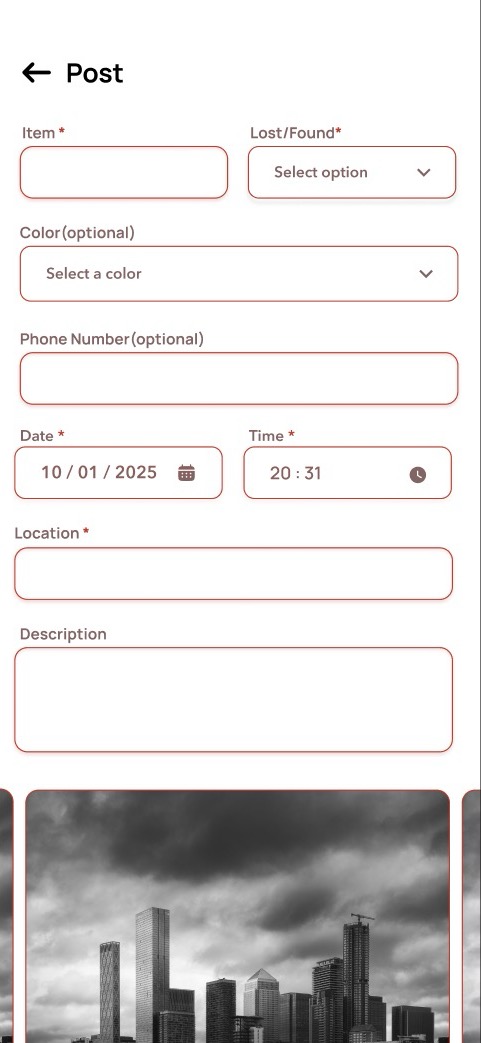 Post
Item *
Lost/Found*
Select option
Color(optional)
Select a color
Phone Number(optional)
Date *
Time *
10 / 01 / 2025
20 : 31
Location *
Description